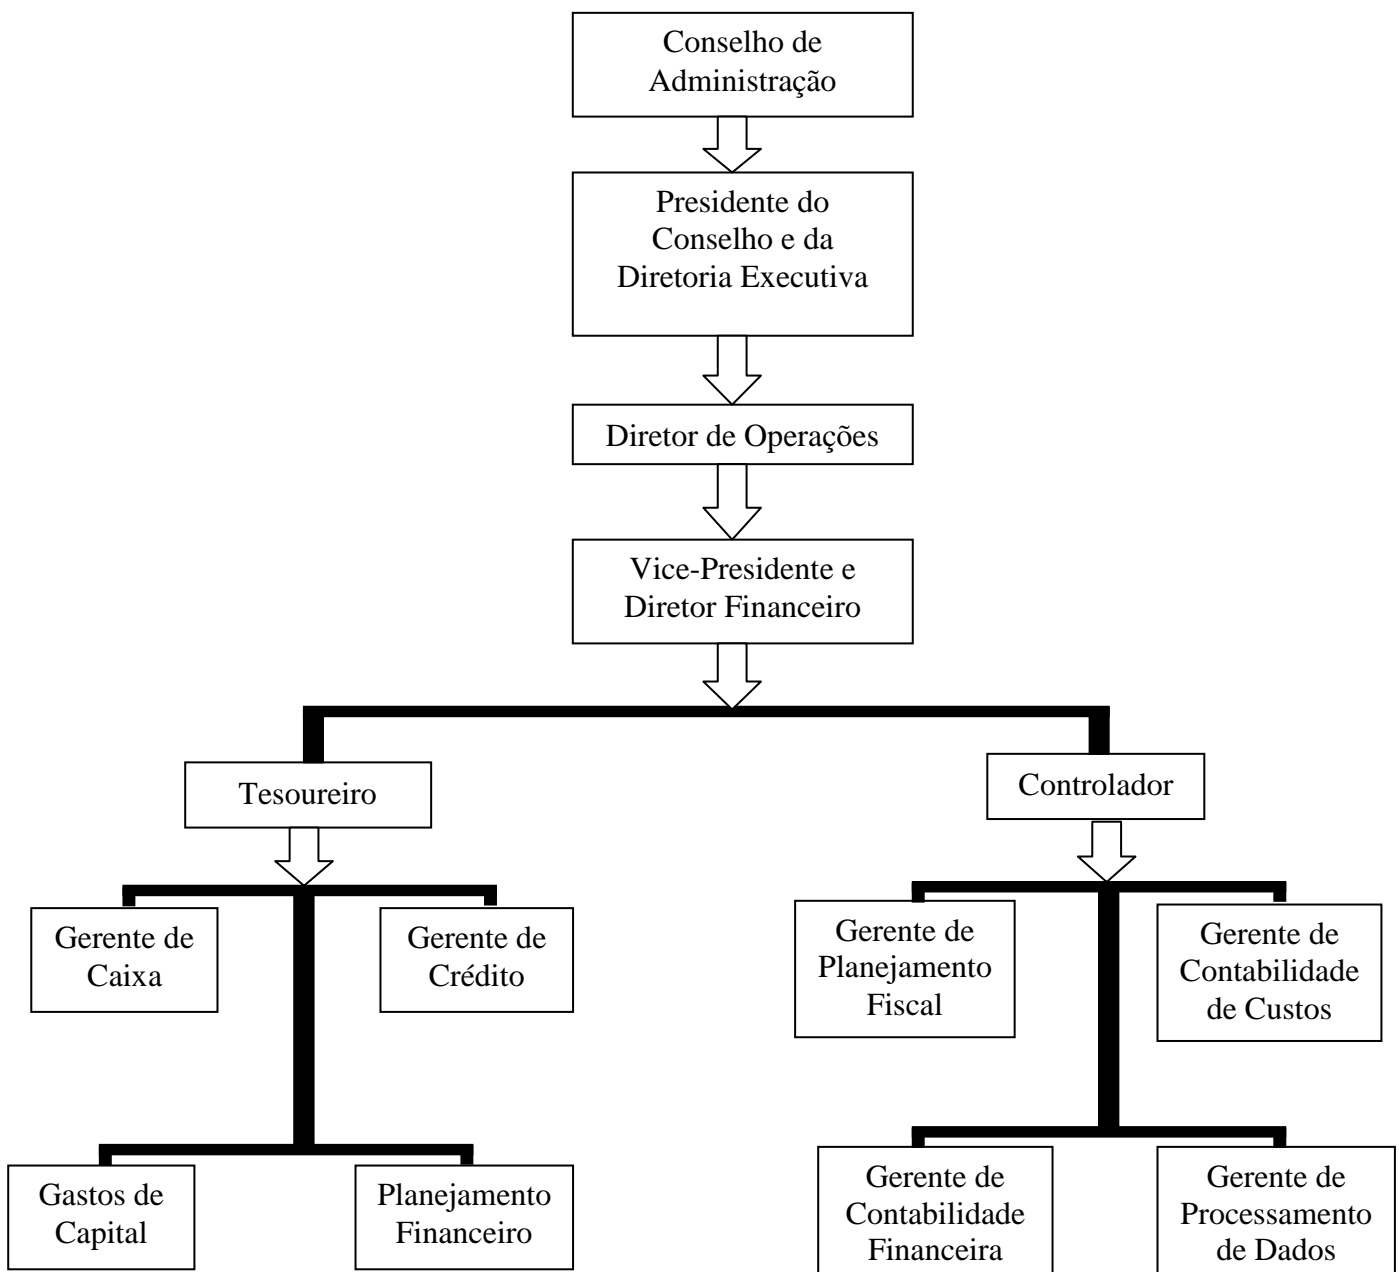 Conselho de
Administração
Presidente do
Conselho e da
Diretoria Executiva
Diretor de Operações
Vice-Presidente e
Diretor Financeiro
Tesoureiro
Controlador
Gerente de
Caixa
Gerente de
Crédito
Gerente de
Planejamento
Fiscal
Gerente de
Contabilidade
de Custos
Gastos de
Capital
Planejamento
Financeiro
Gerente de
Contabilidade
Financeira
Gerente de
Processamento
de Dados